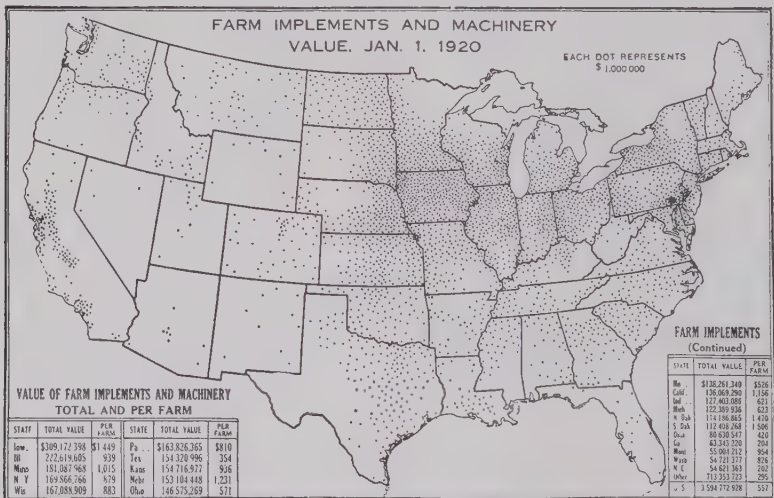 FARM IMPLEMENTS AND MACHINERY
VALUE, JAN. 1, 1920
EACH DOT REPRESENTS
$1,000 000
VALUE OF FARM IMPLEMENTS AND MACHINERY
TOTAL AND PER FARM
STATE TOTAL VALUE PER FARM STATE TOTAL VALUE PER FARM
Iow. $309,172 398 $1 449 Pa $163,826,365 $810
Ill 222,619,605 939 Tex 154 320,996 354
Minn 181,087,968 1,015 Kans 154 716,977 936
N Y 169,866,766 879 Nebr 153 104 448 1,231
Wis 167,088,909 883 Ohio 146 575,269 571
FARM IMPLEMENTS
(Continued)
STATE TOTAL VALUE PER FARM
Mo $138,261,340 $526
Calif. 136,069,290 1,156
Ind 127,403,086 621
Mich 122,389,936 623
N Dak 114 186,865 1 470
S Dak 112 408,268 1 506
Okla 80 630,547 420
Ga 63,343,220 204
Mont 55 004,212 954
Wash 54 721,377 826
N C 54 621,363 202
Other 713 353,723 295
U S 3 594 772 928 557